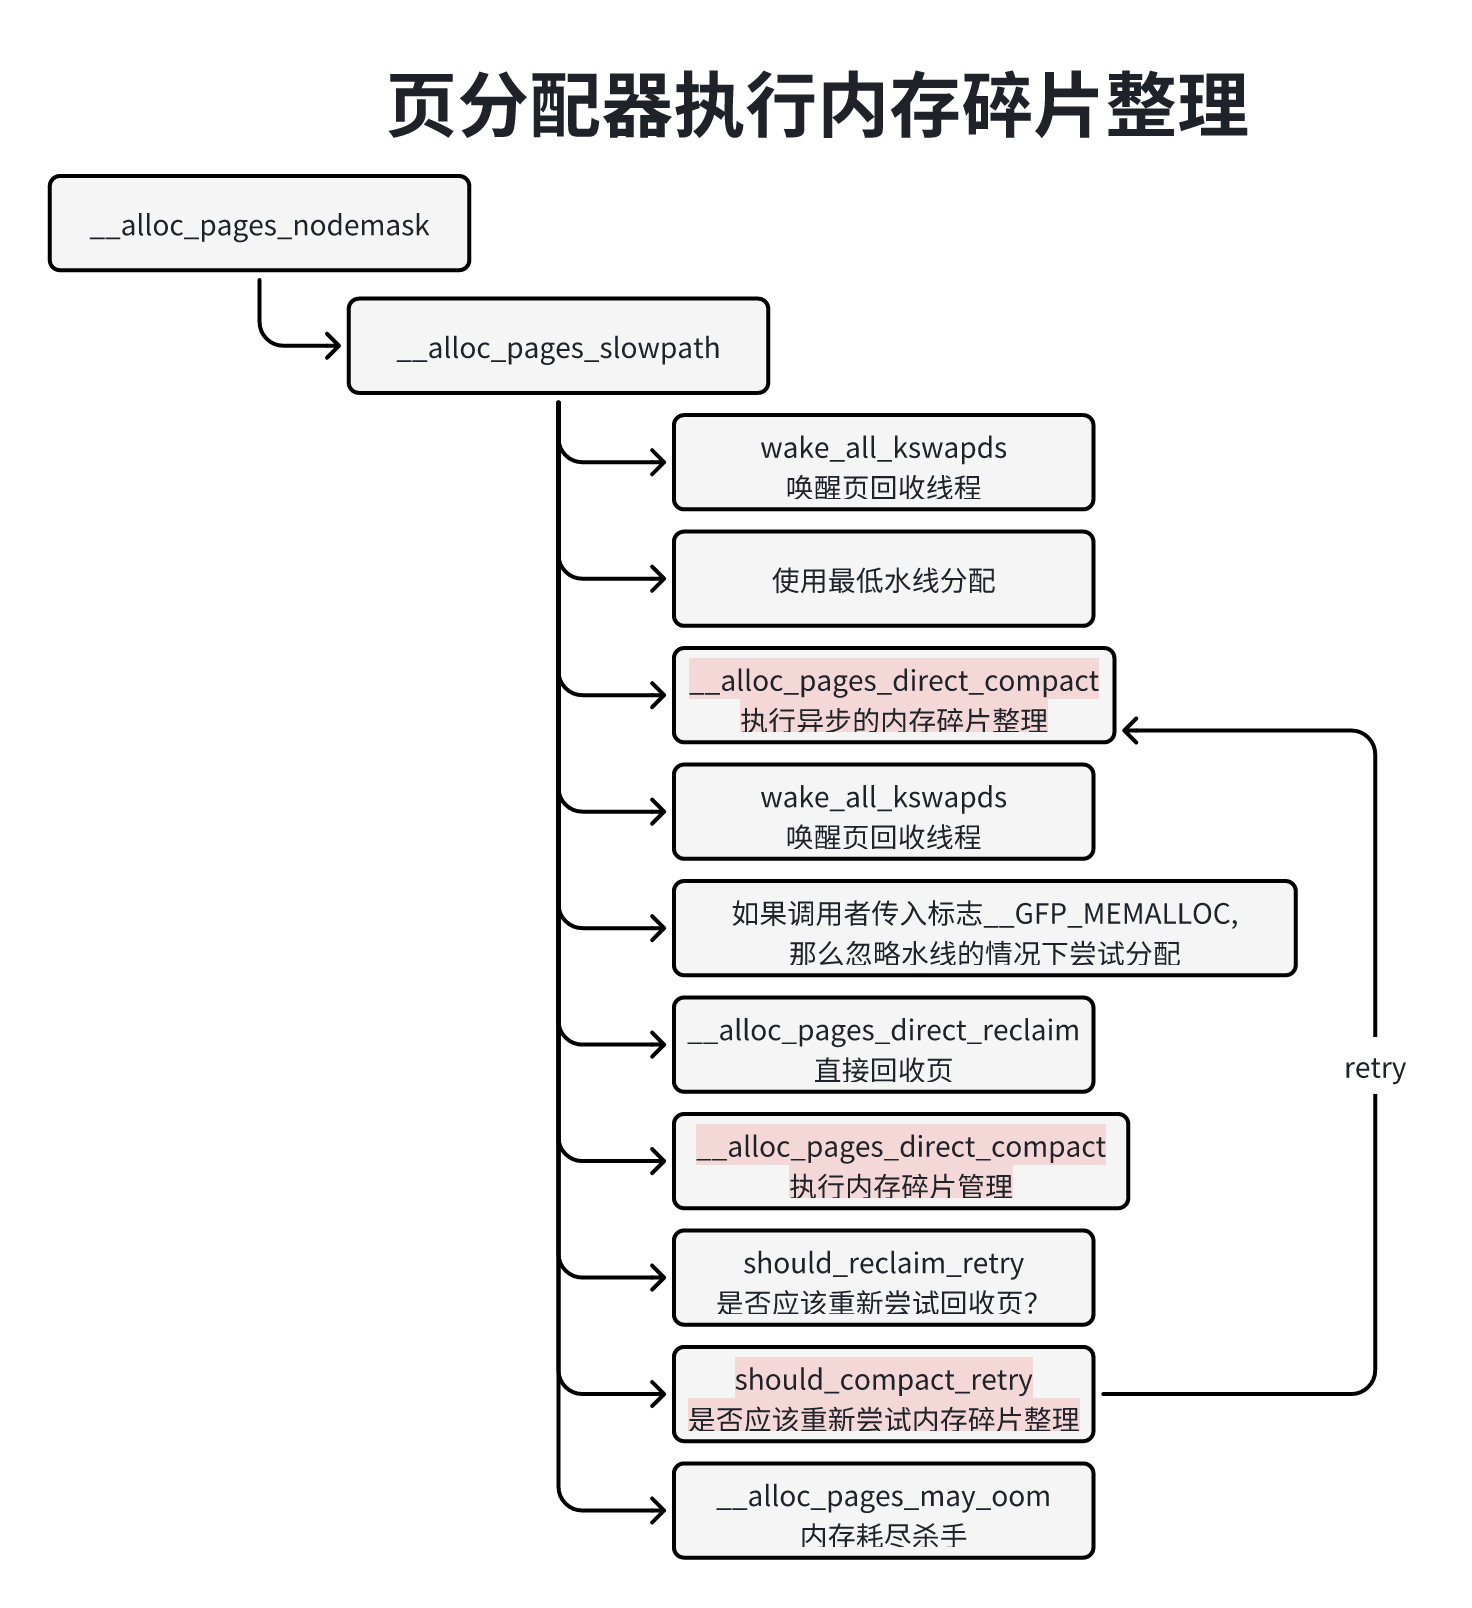 页分配器执行内存碎片整理
__alloc_pages_nodemask
__alloc_pages_slowpath
wake_all_kswapds
唤醒页回收线程
使用最低水线分配
__alloc_pages_direct_compact
执行异步的内存碎片整理
wake_all_kswapds
唤醒页回收线程
如果调用者传入标志__GFP_MEMALLOC,
那么忽略水线的情况下尝试分配
__alloc_pages_direct_reclaim
直接回收页
retry
__alloc_pages_direct_compact
执行内存碎片管理
should_reclaim_retry
是否应该重新尝试回收页？
should_compact_retry
是否应该重新尝试内存碎片整理
__alloc_pages_may_oom
内存耗尽杀手